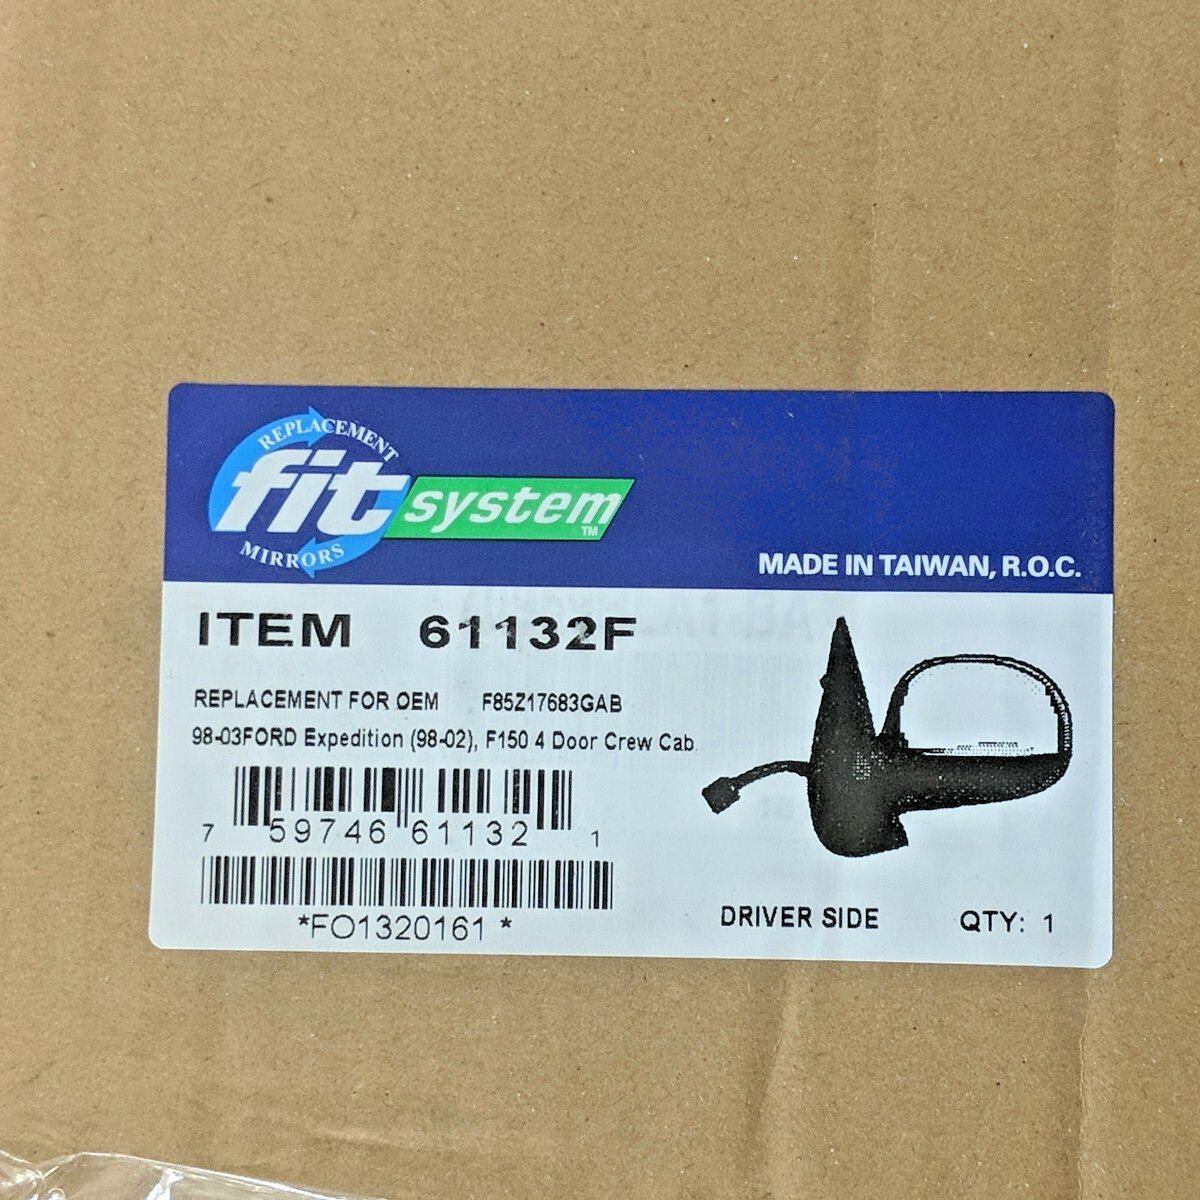 REPLACEMENT
fit system™
MIRRORS
MADE IN TAIWAN, R.O.C.
ITEM 61132F
REPLACEMENT FOR OEM F85Z17683GAB
98-03FORD Expedition (98-02), F150 4 Door Crew Cab
7 59746 61132 1
*FO1320161 *
DRIVER SIDE QTY: 1